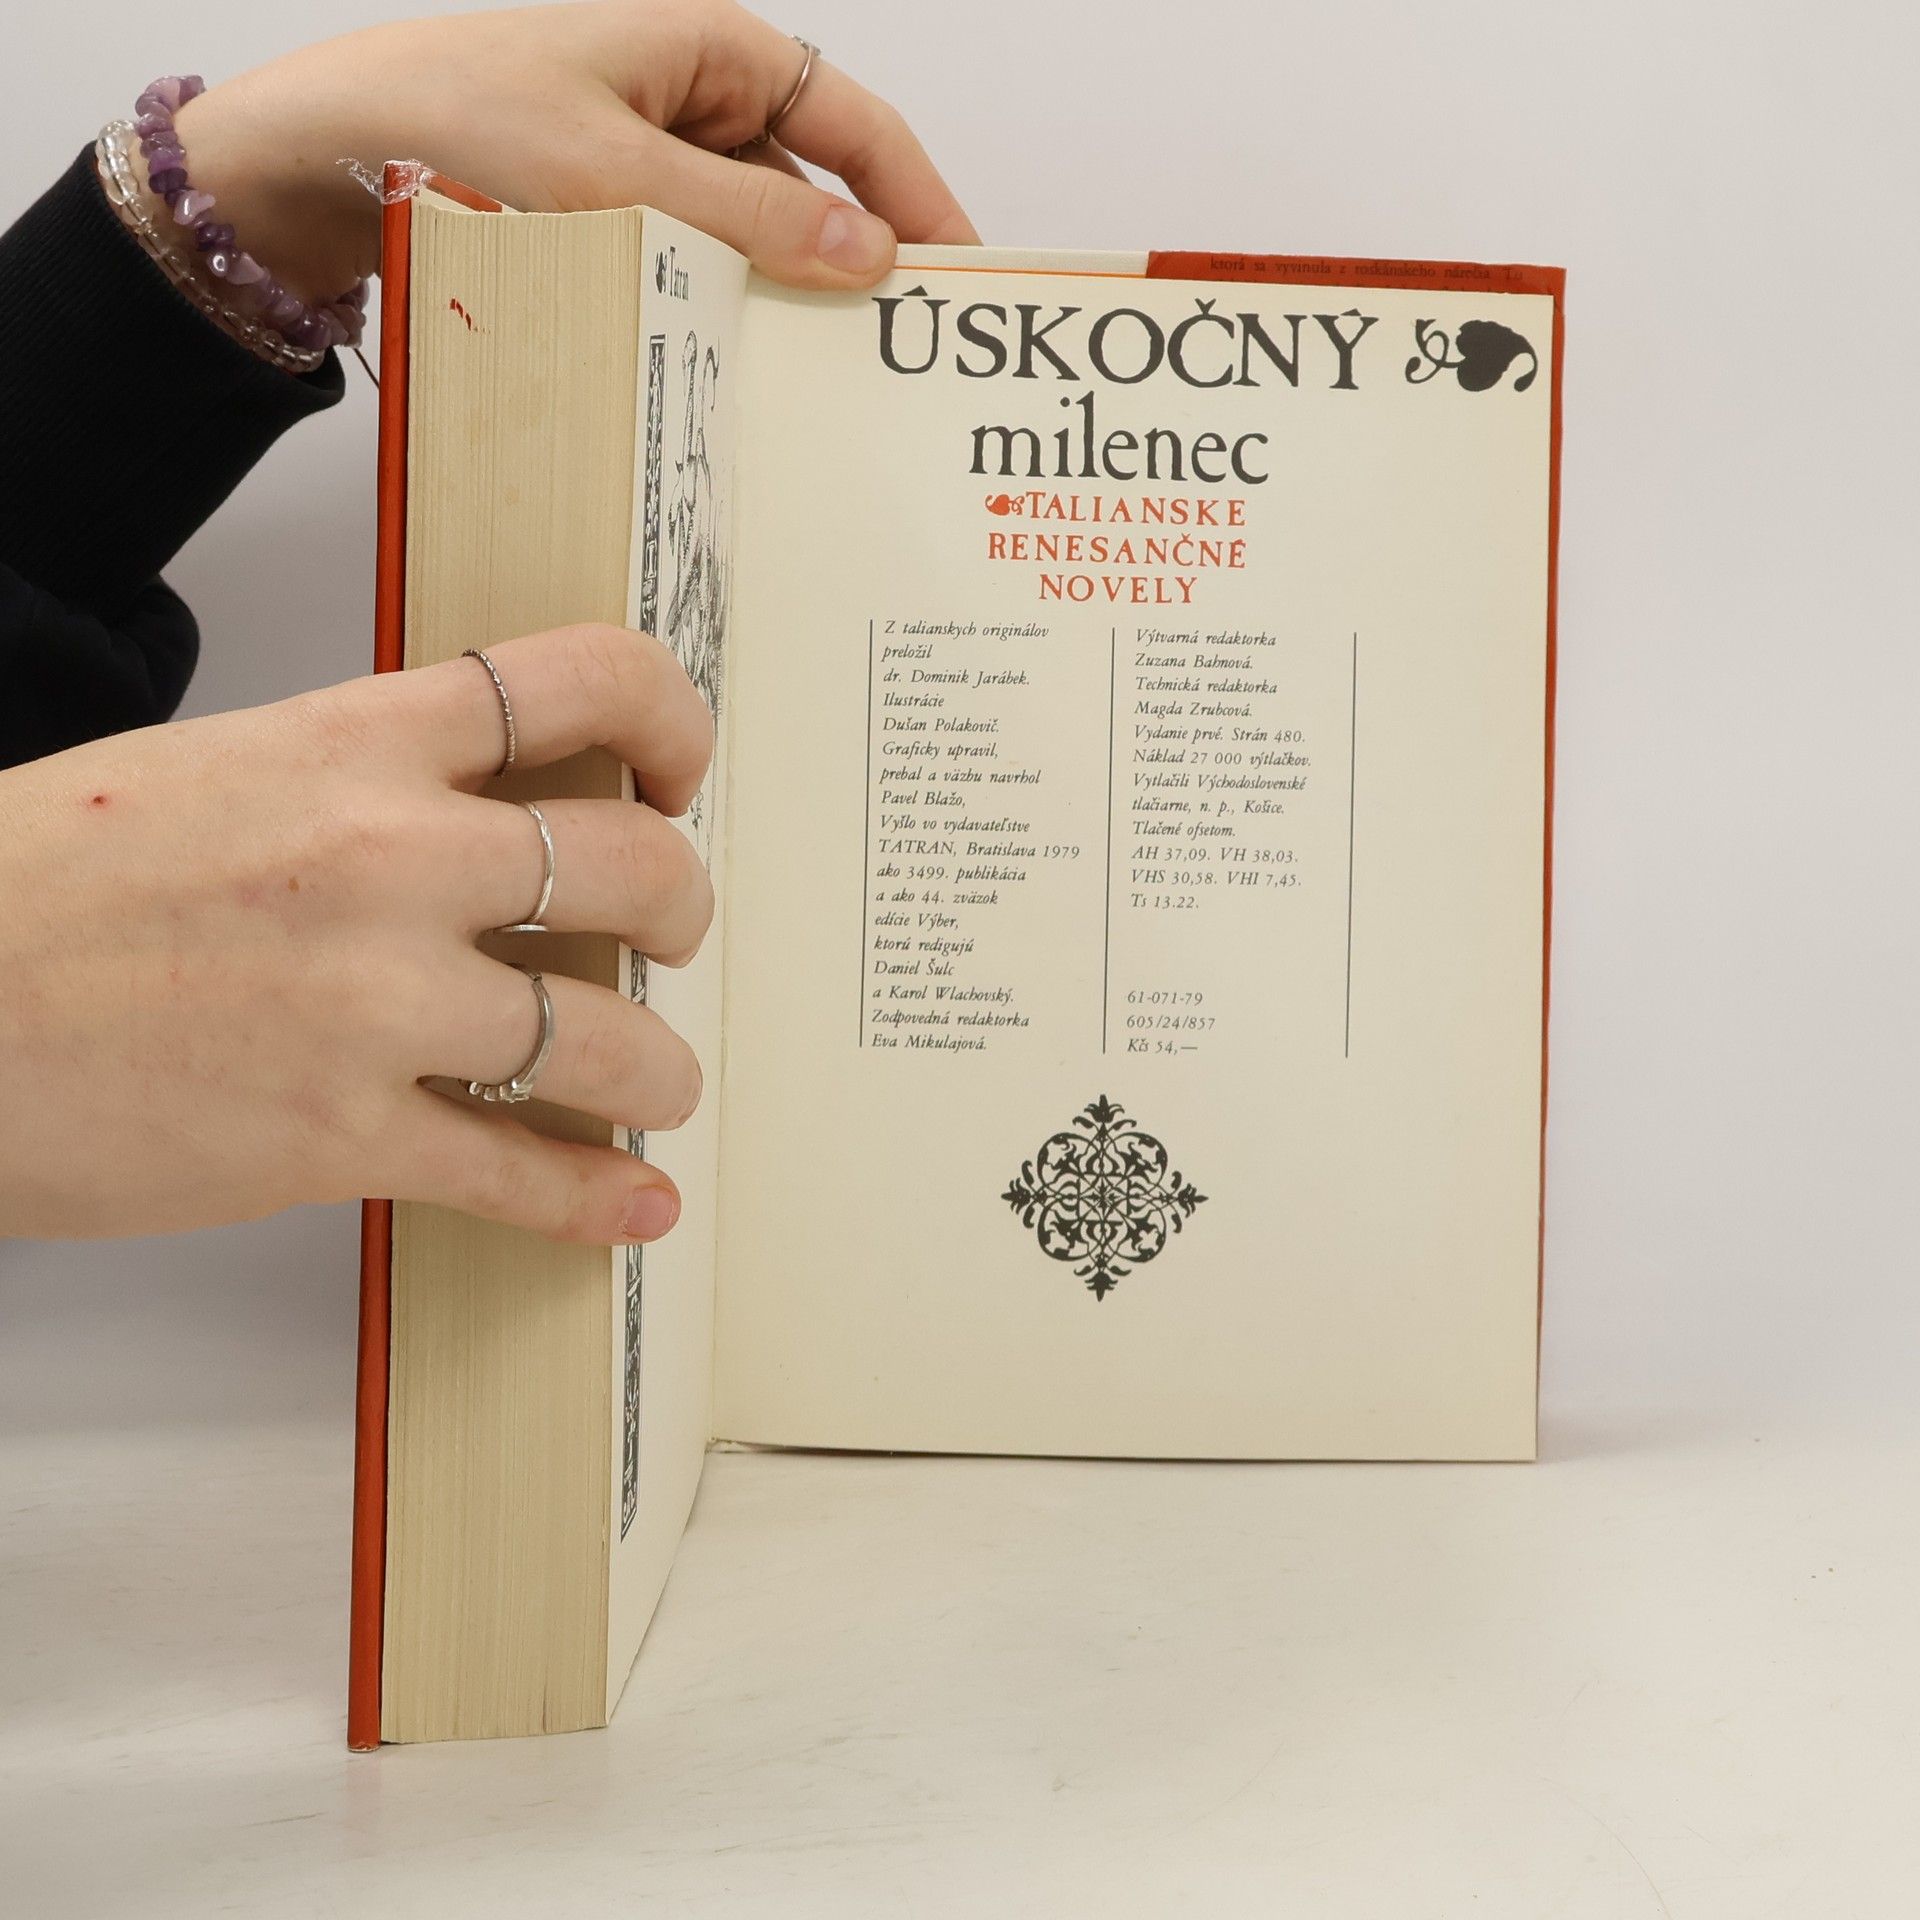 Tatran
ktorá sa vyvinula z toskánskeho nárečia. Tu
ÚSKOČNÝ
milenec
TALIANSKE
RENESANČNÉ
NOVELY
Z talianskych originálov
preložil
dr. Dominik Jarábek.
Ilustrácie
Dušan Polakovič.
Graficky upravil,
prebal a väzbu navrhol
Pavel Blažo,
Vyšlo vo vydavateľstve
TATRAN, Bratislava 1979
ako 3499. publikácia
a ako 44. zväzok
edície Výber,
ktorú redigujú
Daniel Šulc
a Karol Wlachovský.
Zodpovedná redaktorka
Eva Mikulajová.
Výtvarná redaktorka
Zuzana Bahnová.
Technická redaktorka
Magda Zrubcová.
Vydanie prvé. Strán 480.
Náklad 27 000 výtlačkov.
Vytlačili Východoslovenské
tlačiarne, n. p., Košice.
Tlačené ofsetom.
AH 37,09. VH 38,03.
VHS 30,58. VHI 7,45.
Ts 13.22.
61-071-79
605/24/857
Kčs 54,—